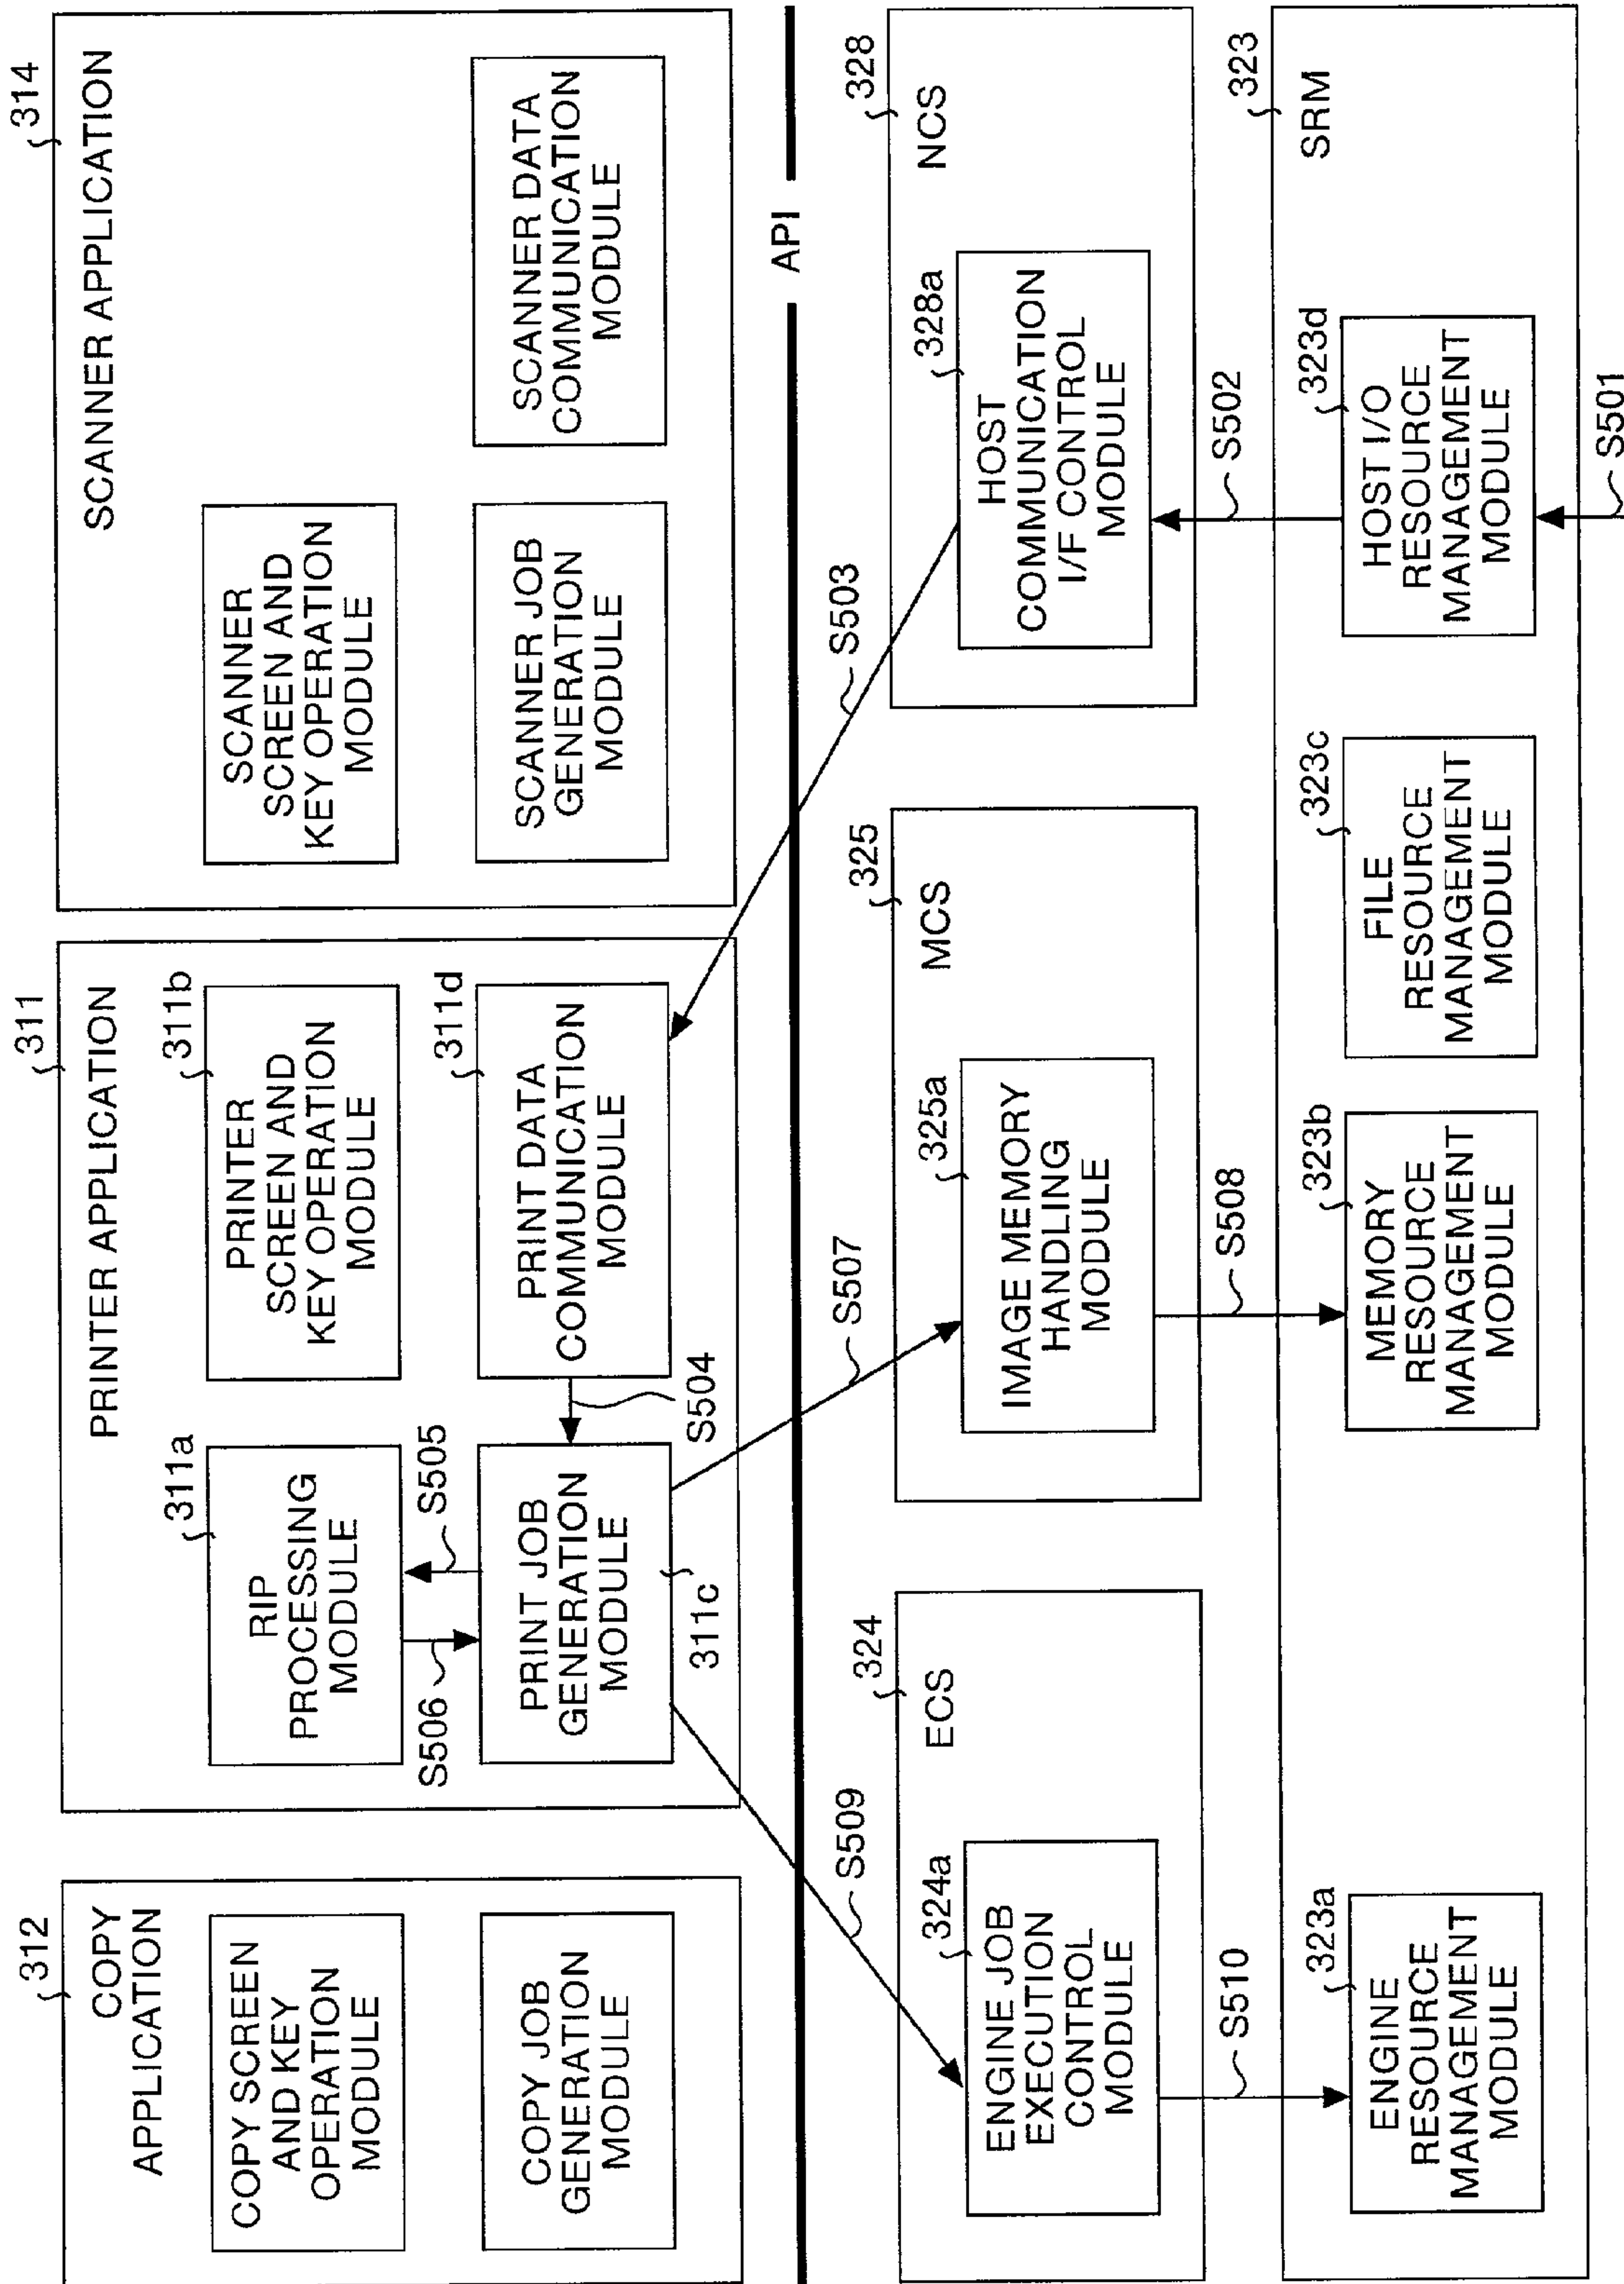 312
COPY
APPLICATION
COPY SCREEN
AND KEY
OPERATION
MODULE
COPY JOB
GENERATION
MODULE
311
PRINTER APPLICATION
311a
RIP
PROCESSING
MODULE
311b
PRINTER
SCREEN AND
KEY OPERATION
MODULE
S506
S505
PRINT JOB
GENERATION
MODULE
311c
S504
311d
PRINT DATA
COMMUNICATION
MODULE
314
SCANNER APPLICATION
SCANNER
SCREEN AND
KEY OPERATION
MODULE
SCANNER JOB
GENERATION
MODULE
SCANNER DATA
COMMUNICATION
MODULE
API
S509
S507
S503
324
ECS
324a
ENGINE JOB
EXECUTION
CONTROL
MODULE
325
MCS
325a
IMAGE MEMORY
HANDLING
MODULE
328
NCS
328a
HOST
COMMUNICATION
I/F CONTROL
MODULE
S510
S508
S502
323
SRM
323a
ENGINE
RESOURCE
MANAGEMENT
MODULE
323b
MEMORY
RESOURCE
MANAGEMENT
MODULE
323c
FILE
RESOURCE
MANAGEMENT
MODULE
323d
HOST I/O
RESOURCE
MANAGEMENT
MODULE
S501